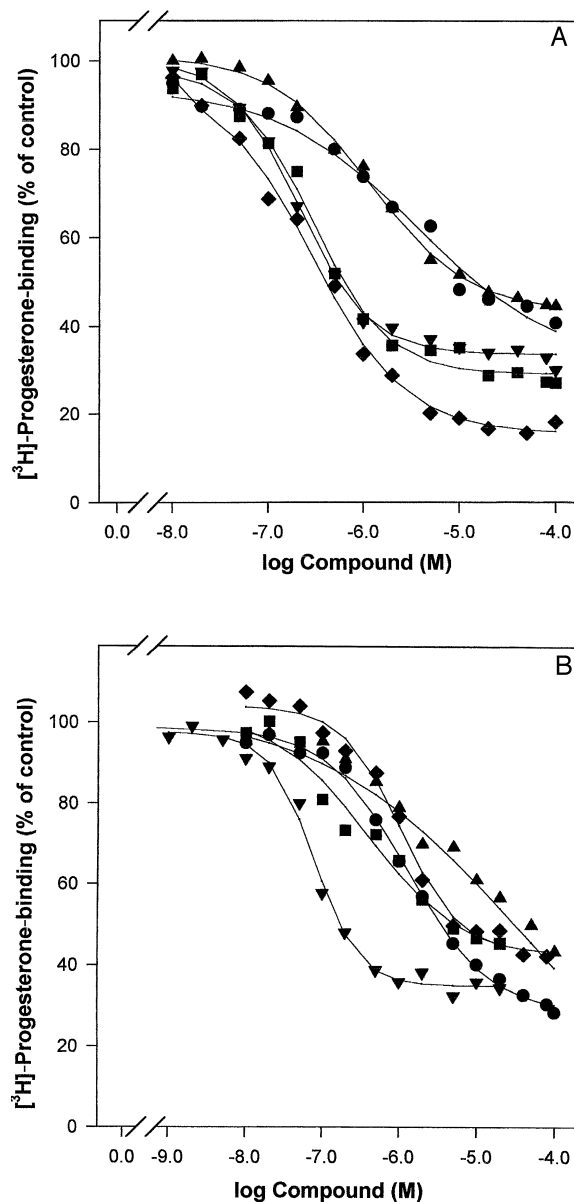 A
[³H]-Progesterone-binding (% of control)
100
80
60
40
20
0
0.0 -8.0 -7.0 -6.0 -5.0 -4.0
log Compound (M)
B
[³H]-Progesterone-binding (% of control)
100
80
60
40
20
0
0.0 -9.0 -8.0 -7.0 -6.0 -5.0 -4.0
log Compound (M)